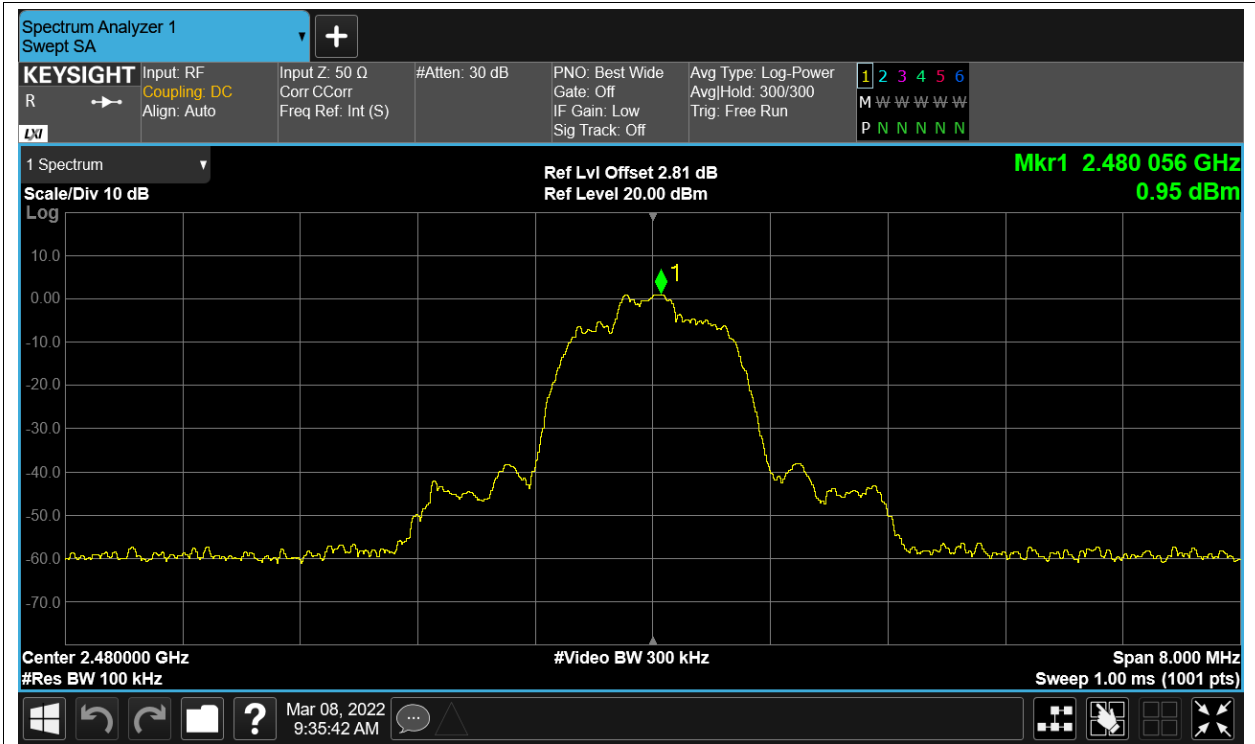 Spectrum Analyzer 1
Swept SA
KEYSIGHT
R
LXI
Input: RF
Coupling: DC
Align: Auto
Input Z: 50 Ω
Corr CCorr
Freq Ref: Int (S)
#Atten: 30 dB
PNO: Best Wide
Gate: Off
IF Gain: Low
Sig Track: Off
Avg Type: Log-Power
Avg|Hold: 300/300
Trig: Free Run
1 2 3 4 5 6
M W W W W W
P N N N N N
1 Spectrum
Scale/Div 10 dB
Log
Ref Lvl Offset 2.81 dB
Ref Level 20.00 dBm
Mkr1 2.480 056 GHz
0.95 dBm
1
10.0
0.00
-10.0
-20.0
-30.0
-40.0
-50.0
-60.0
-70.0
Center 2.480000 GHz
#Res BW 100 kHz
#Video BW 300 kHz
Span 8.000 MHz
Sweep 1.00 ms (1001 pts)
?
Mar 08, 2022
9:35:42 AM